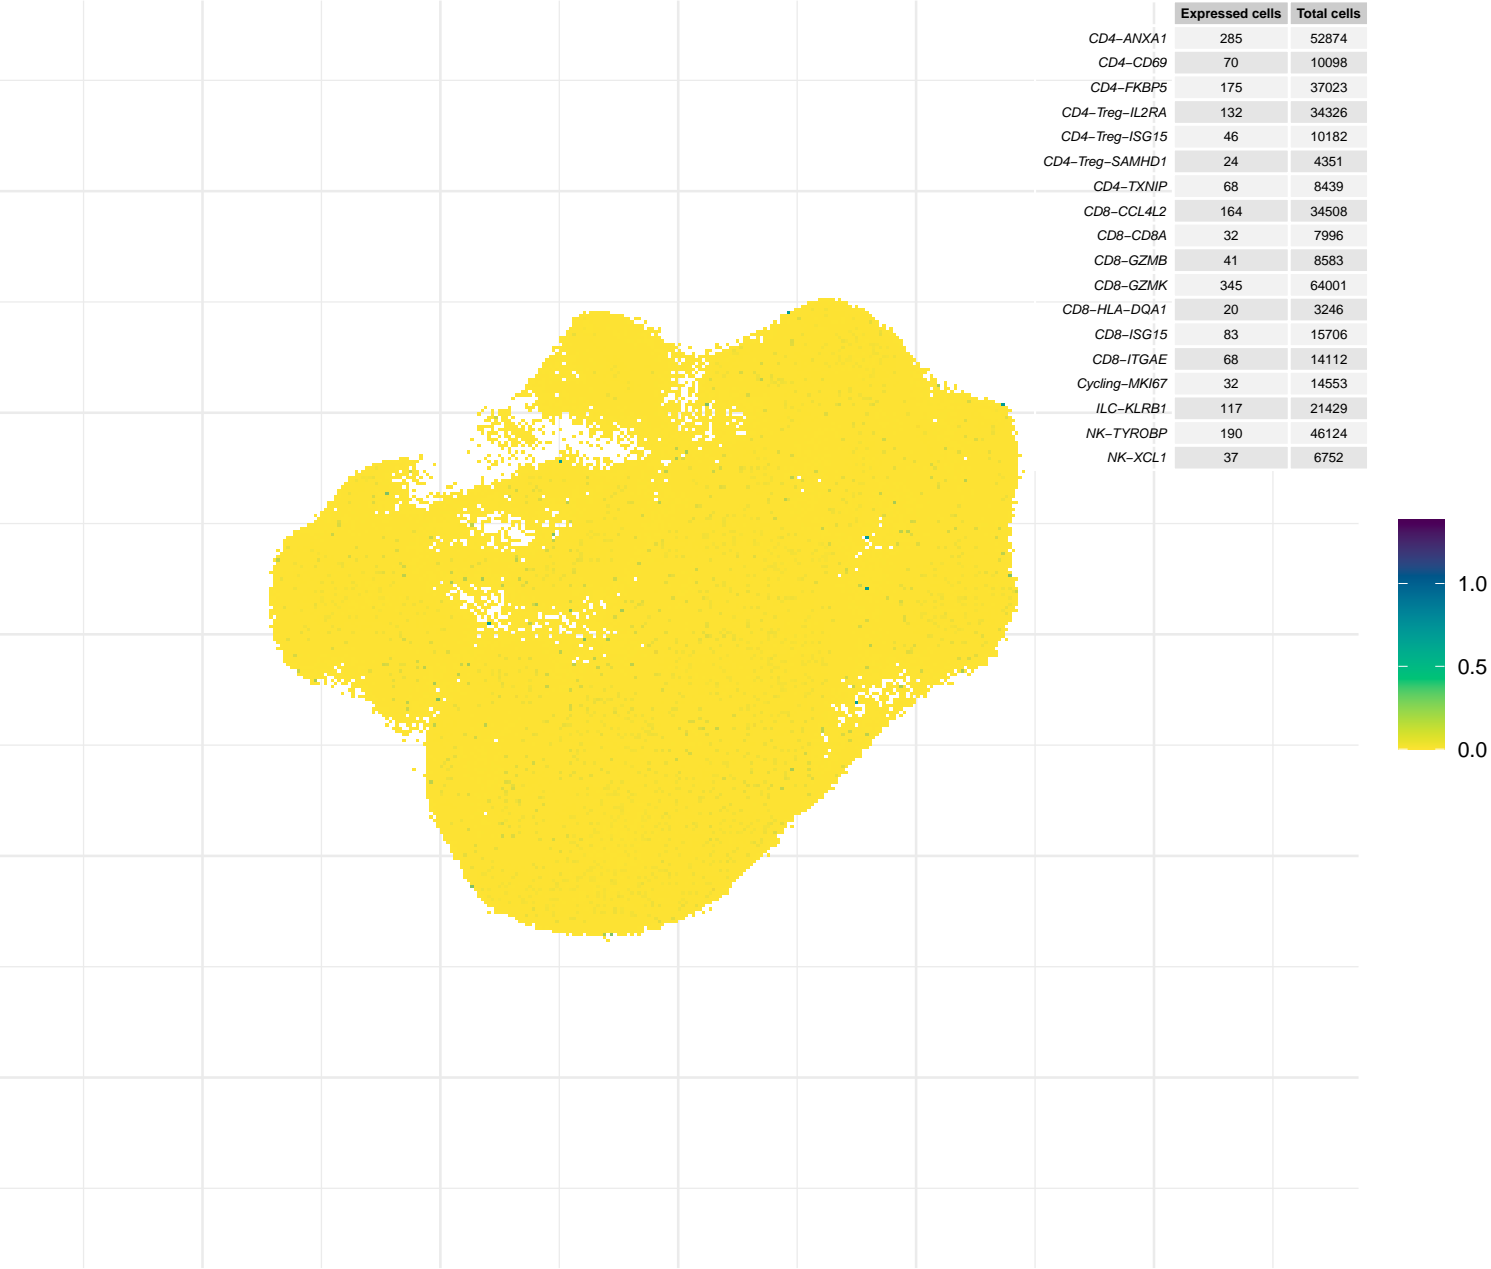 Expressed cells Total cells
CD4−ANXA1 285 52874
CD4−CD69 70 10098
CD4−FKBP5 175 37023
CD4−Treg−IL2RA 132 34326
CD4−Treg−ISG15 46 10182
CD4−Treg−SAMHD1 24 4351
CD4−TXNIP 68 8439
CD8−CCL4L2 164 34508
CD8−CD8A 32 7996
CD8−GZMB 41 8583
CD8−GZMK 345 64001
CD8−HLA−DQA1 20 3246
CD8−ISG15 83 15706
CD8−ITGAE 68 14112
Cycling−MKI67 32 14553
ILC−KLRB1 117 21429
NK−TYROBP 190 46124
NK−XCL1 37 6752
1.0
0.5
0.0